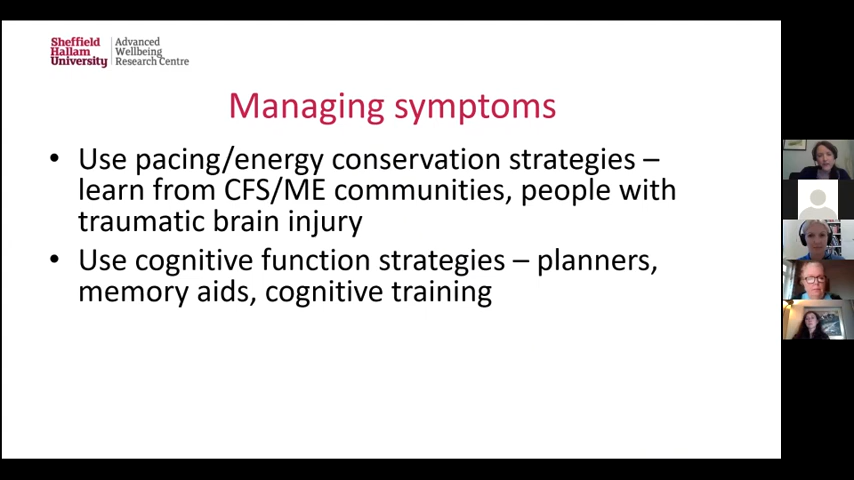 Sheffield
Hallam
University
Advanced
Wellbeing
Research Centre
Managing symptoms
• Use pacing/energy conservation strategies –
learn from CFS/ME communities, people with
traumatic brain injury
• Use cognitive function strategies – planners,
memory aids, cognitive training